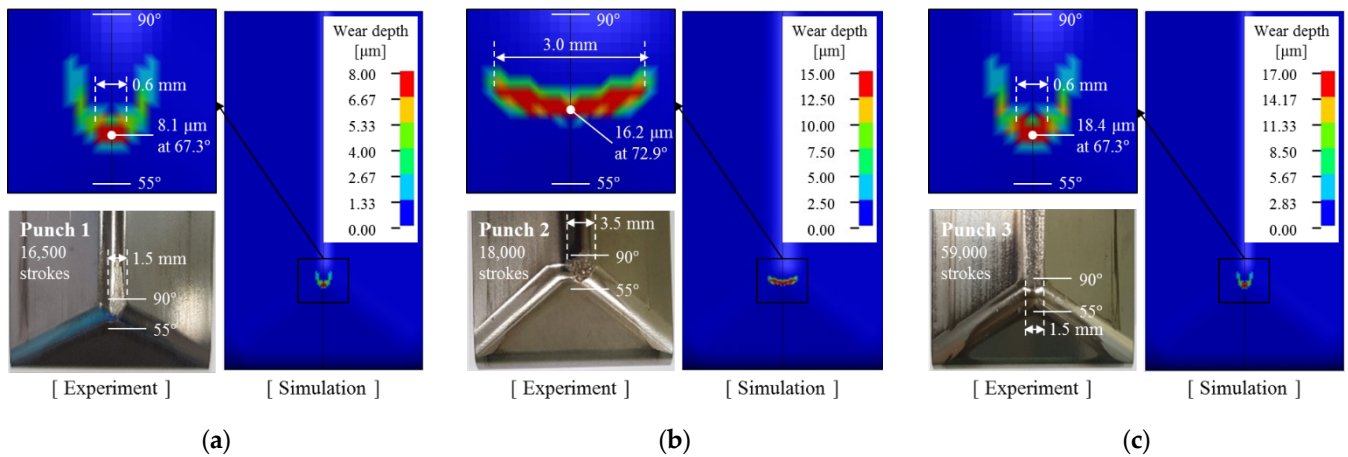 90°
0.6 mm
8.1 μm
at 67.3°
55°
Wear depth
[μm]
8.00
6.67
5.33
4.00
2.67
1.33
0.00
Punch 1
16,500
strokes
1.5 mm
90°
55°
[ Experiment ]
[ Simulation ]
(a)
90°
3.0 mm
16.2 μm
at 72.9°
55°
Wear depth
[μm]
15.00
12.50
10.00
7.50
5.00
2.50
0.00
Punch 2
18,000
strokes
3.5 mm
90°
55°
[ Experiment ]
[ Simulation ]
(b)
90°
0.6 mm
18.4 μm
at 67.3°
55°
Wear depth
[μm]
17.00
14.17
11.33
8.50
5.67
2.83
0.00
Punch 3
59,000
strokes
90°
55°
1.5 mm
[ Experiment ]
[ Simulation ]
(c)